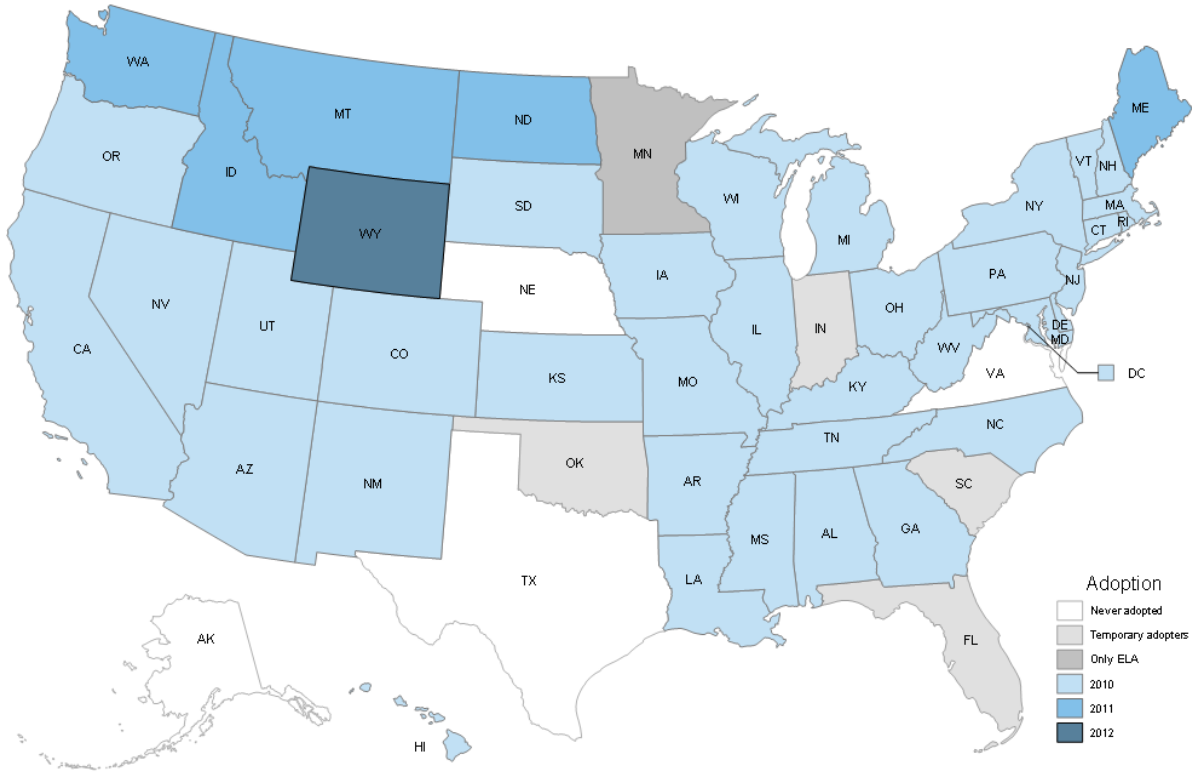 WA
MT
ND
ME
MN
OR
ID
VT
NH
WI
SD
NY
MA
RI
CT
WY
MI
IA
PA
NE
NJ
NV
OH
UT
IL
IN
DE
MD
CA
CO
WV
VA
DC
KS
MO
KY
NC
TN
OK
AZ
NM
AR
SC
GA
MS
AL
TX
LA
AK
FL
HI
Adoption
Never adopted
Temporary adopters
Only ELA
2010
2011
2012